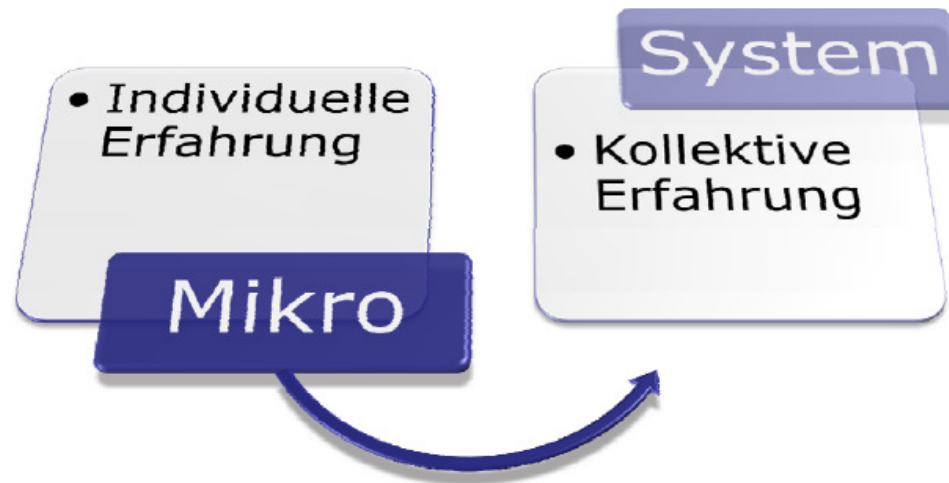 • Individuelle
Erfahrung
Mikro
System
• Kollektive
Erfahrung